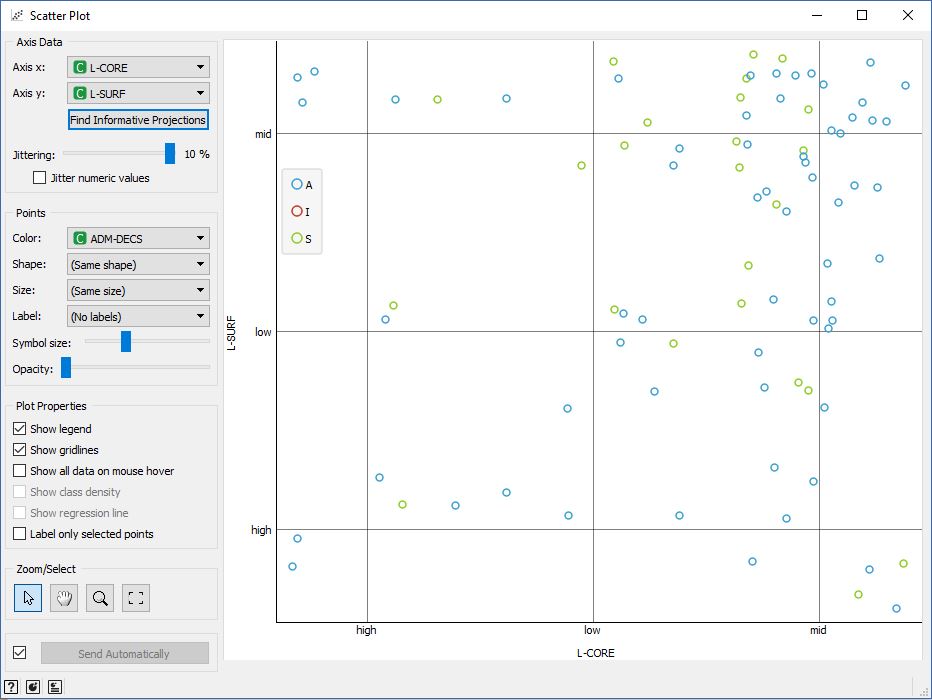 Scatter Plot
Axis Data
Axis x: C L-CORE
Axis y: C L-SURF
Find Informative Projections
Jittering: 10 %
Jitter numeric values
Points
Color: C ADM-DECS
Shape: (Same shape)
Size: (Same size)
Label: (No labels)
Symbol size:
Opacity:
Plot Properties
Show legend
Show gridlines
Show all data on mouse hover
Show class density
Show regression line
Label only selected points
Zoom/Select
Send Automatically
?
L-SURF
mid
low
high
A
I
S
high low mid
L-CORE